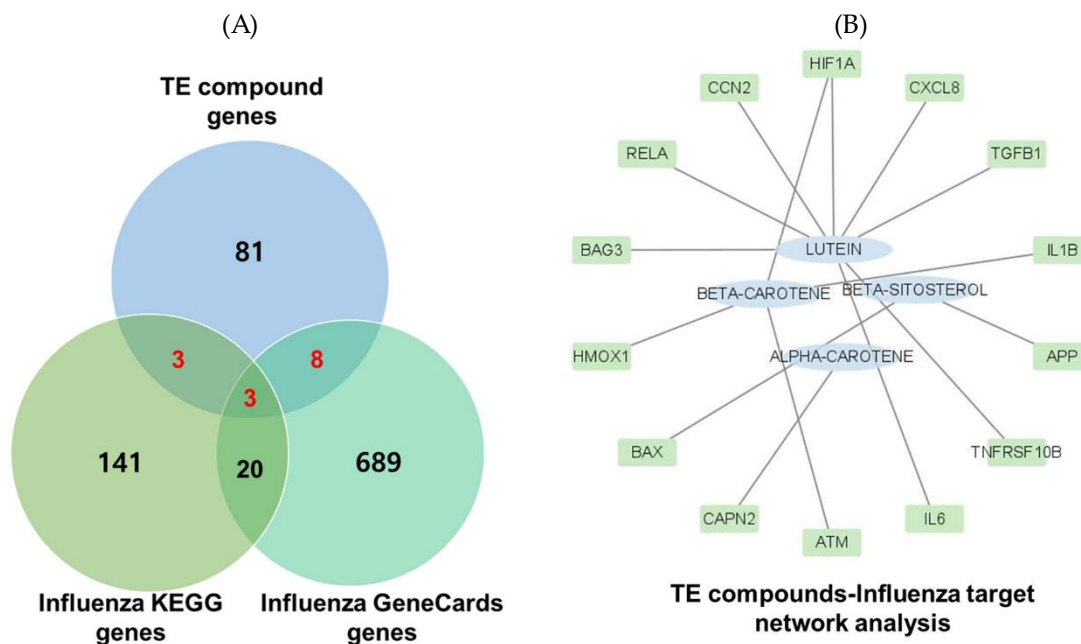 (A)
TE compound
genes
81
3
8
3
141
20
689
Influenza KEGG
genes
Influenza GeneCards
genes
(B)
HIF1A
CCN2
CXCL8
RELA
TGFB1
BAG3
LUTEIN
IL1B
BETA-CAROTENE
BETA-SITOSTEROL
HMOX1
ALPHA-CAROTENE
APP
BAX
TNFRSF10B
CAPN2
IL6
ATM
TE compounds-Influenza target
network analysis